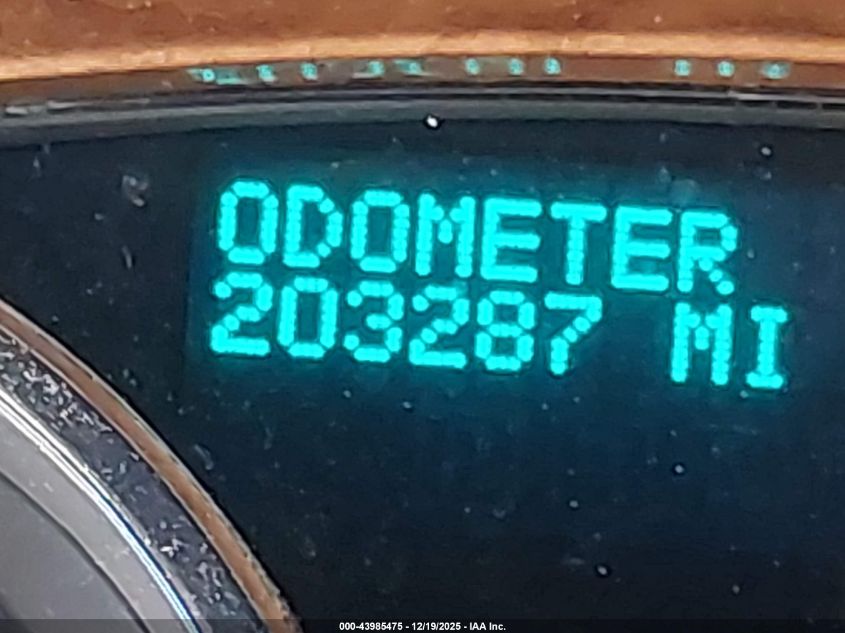 ODOMETER
203287 MI
000-43985475 - 12/19/2025 - IAA Inc.